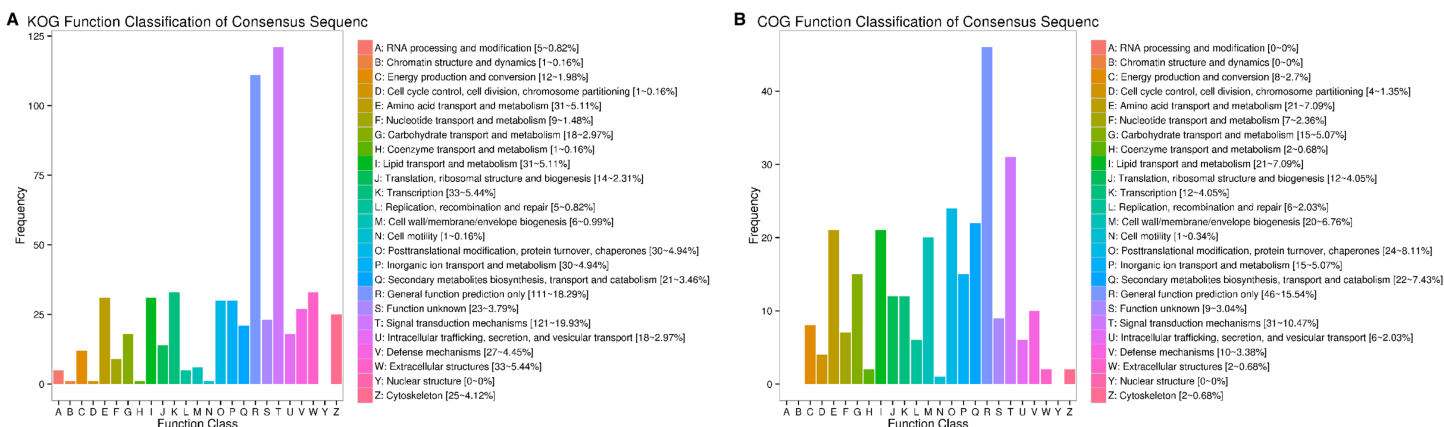 A KOG Function Classification of Consensus Sequenc
125
100
75
50
25
0
Frequency
A B C D E F G H I J K L M N O P Q R S T U V W Y Z
Function Class
A: RNA processing and modification [5~0.82%]
B: Chromatin structure and dynamics [1~0.16%]
C: Energy production and conversion [12~1.98%]
D: Cell cycle control, cell division, chromosome partitioning [1~0.16%]
E: Amino acid transport and metabolism [31~5.11%]
F: Nucleotide transport and metabolism [9~1.48%]
G: Carbohydrate transport and metabolism [18~2.97%]
H: Coenzyme transport and metabolism [1~0.16%]
I: Lipid transport and metabolism [31~5.11%]
J: Translation, ribosomal structure and biogenesis [14~2.31%]
K: Transcription [33~5.44%]
L: Replication, recombination and repair [5~0.82%]
M: Cell wall/membrane/envelope biogenesis [6~0.99%]
N: Cell motility [1~0.16%]
O: Posttranslational modification, protein turnover, chaperones [30~4.94%]
P: Inorganic ion transport and metabolism [30~4.94%]
Q: Secondary metabolites biosynthesis, transport and catabolism [21~3.46%]
R: General function prediction only [111~18.29%]
S: Function unknown [23~3.79%]
T: Signal transduction mechanisms [121~19.93%]
U: Intracellular trafficking, secretion, and vesicular transport [18~2.97%]
V: Defense mechanisms [27~4.45%]
W: Extracellular structures [33~5.44%]
Y: Nuclear structure [0~0%]
Z: Cytoskeleton [25~4.12%]
B COG Function Classification of Consensus Sequenc
40
30
20
10
0
Frequency
A B C D E F G H I J K L M N O P Q R S T U V W Y Z
Function Class
A: RNA processing and modification [0~0%]
B: Chromatin structure and dynamics [0~0%]
C: Energy production and conversion [8~2.7%]
D: Cell cycle control, cell division, chromosome partitioning [4~1.35%]
E: Amino acid transport and metabolism [21~7.09%]
F: Nucleotide transport and metabolism [7~2.36%]
G: Carbohydrate transport and metabolism [15~5.07%]
H: Coenzyme transport and metabolism [2~0.68%]
I: Lipid transport and metabolism [21~7.09%]
J: Translation, ribosomal structure and biogenesis [12~4.05%]
K: Transcription [12~4.05%]
L: Replication, recombination and repair [6~2.03%]
M: Cell wall/membrane/envelope biogenesis [20~6.76%]
N: Cell motility [1~0.34%]
O: Posttranslational modification, protein turnover, chaperones [24~8.11%]
P: Inorganic ion transport and metabolism [15~5.07%]
Q: Secondary metabolites biosynthesis, transport and catabolism [22~7.43%]
R: General function prediction only [46~15.54%]
S: Function unknown [9~3.04%]
T: Signal transduction mechanisms [31~10.47%]
U: Intracellular trafficking, secretion, and vesicular transport [6~2.03%]
V: Defense mechanisms [10~3.38%]
W: Extracellular structures [2~0.68%]
Y: Nuclear structure [0~0%]
Z: Cytoskeleton [2~0.68%]